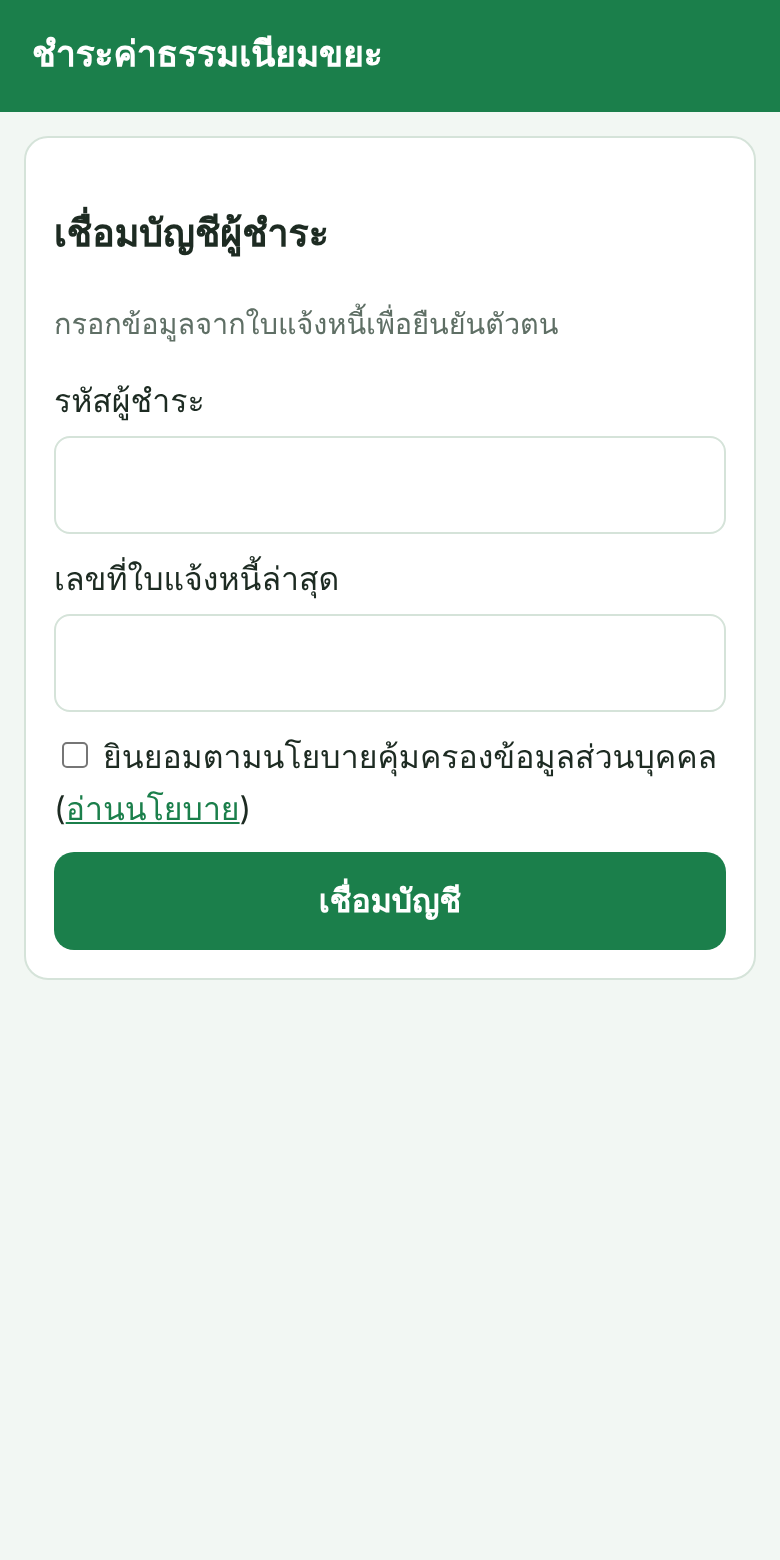 ชำระค่าธรรมเนียมขยะ
เชื่อมบัญชีผู้ชำระ
กรอกข้อมูลจากใบแจ้งหนี้เพื่อยืนยันตัวตน
รหัสผู้ชำระ
เลขที่ใบแจ้งหนี้ล่าสุด
ยินยอมตามนโยบายคุ้มครองข้อมูลส่วนบุคคล
(อ่านนโยบาย)
เชื่อมบัญชี